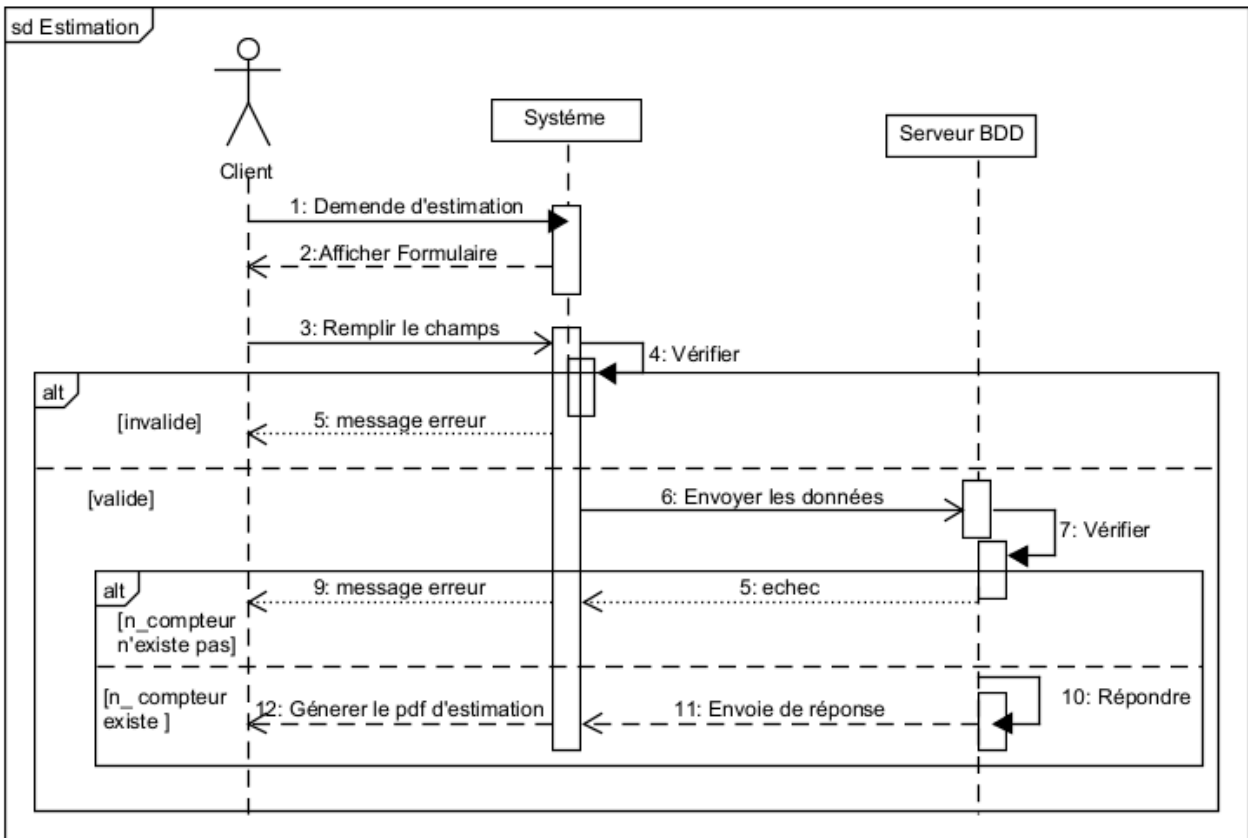 sd Estimation
Systéme
Serveur BDD
Client
1: Demende d'estimation
2:Afficher Formulaire
3: Remplir le champs
4: Vérifier
alt
[invalide]
5: message erreur
[valide]
6: Envoyer les données
7: Vérifier
alt
9: message erreur
5: echec
[n_compteur
n'existe pas]
[n_ compteur
existe ]
12: Génerer le pdf d'estimation
11: Envoie de réponse
10: Répondre